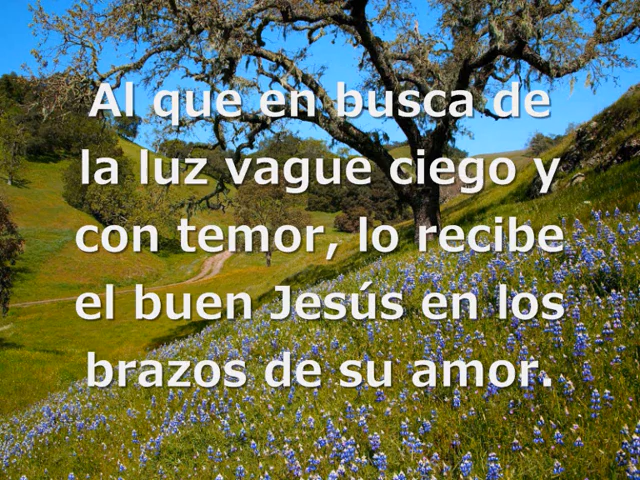 Al que en busca de
la luz vague ciego y
con temor, lo recibe
el buen Jesús en los
brazos de su amor.